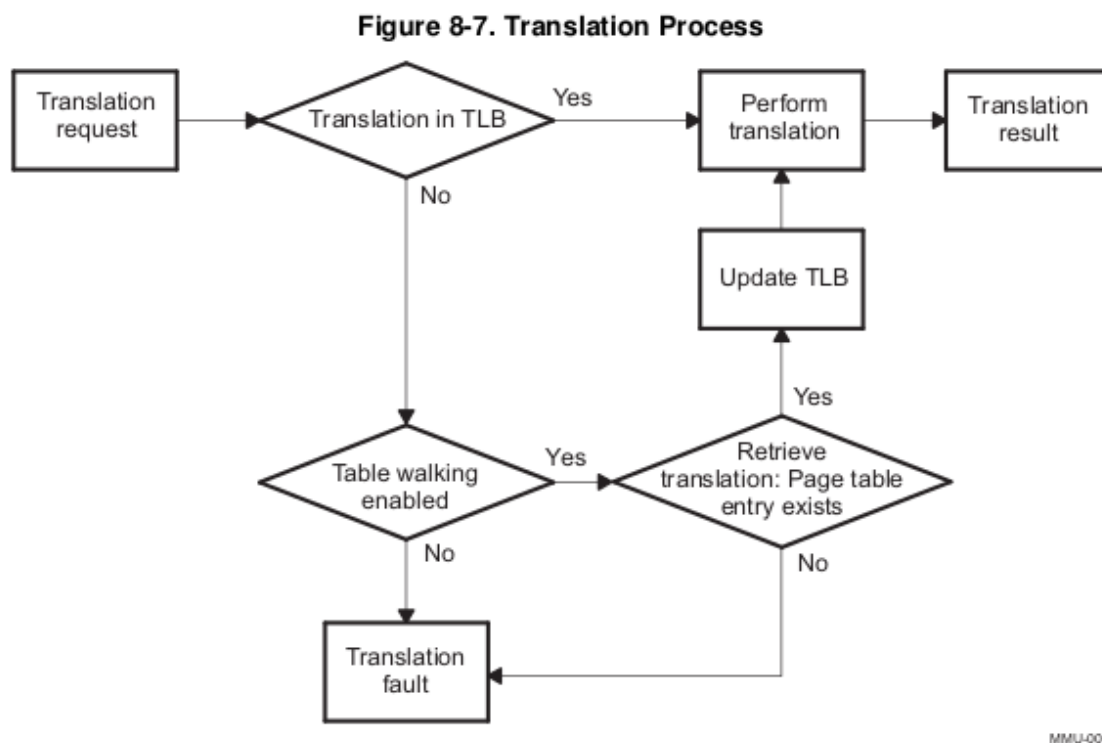 Figure 8-7. Translation Process
Translation
request
Translation in TLB
Yes
Perform
translation
Translation
result
No
Update TLB
Yes
Table walking
enabled
Yes
Retrieve
translation: Page table
entry exists
No
No
Translation
fault
MMU-00